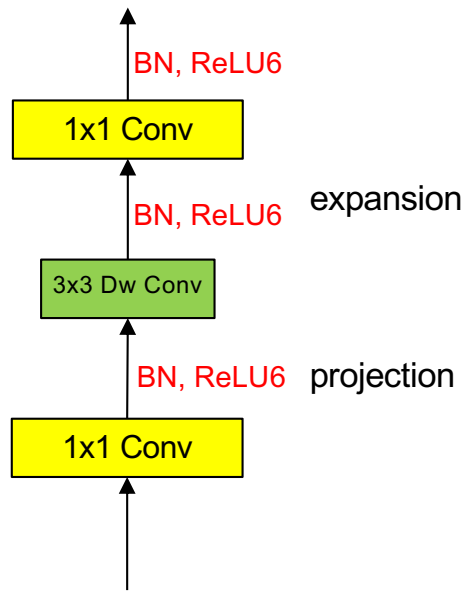 BN, ReLU6
1x1 Conv
BN, ReLU6
expansion
3x3 Dw Conv
BN, ReLU6
projection
1x1 Conv